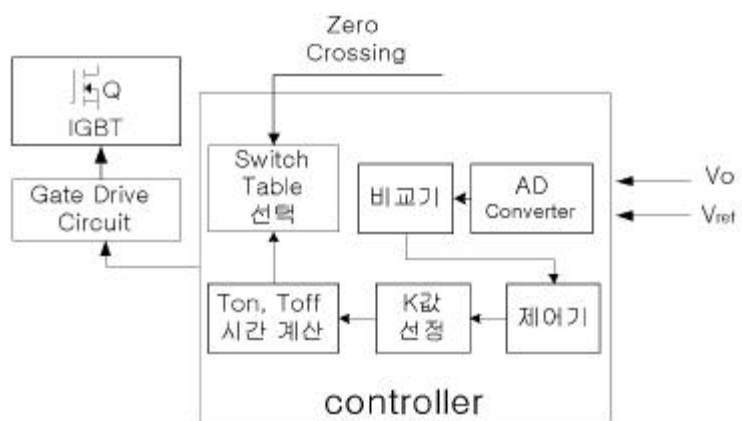 Zero
Crossing
Q
IGBT
Gate Drive
Circuit
Switch
Table
선택
비교기
AD
Converter
Vo
Vref
Ton, Toff
시간 계산
K값
선정
제어기
controller